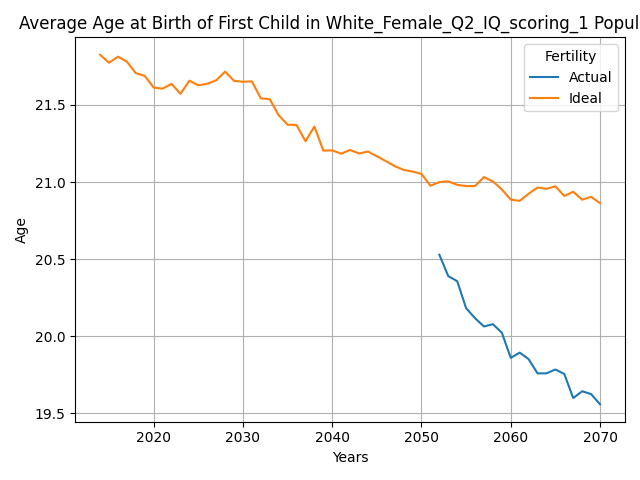 Average Age at Birth of First Child in White_Female_Q2_IQ_scoring_1 Popul
Fertility
Actual
Ideal
21.5
21.0
20.5
20.0
19.5
Age
2020 2030 2040 2050 2060 2070
Years